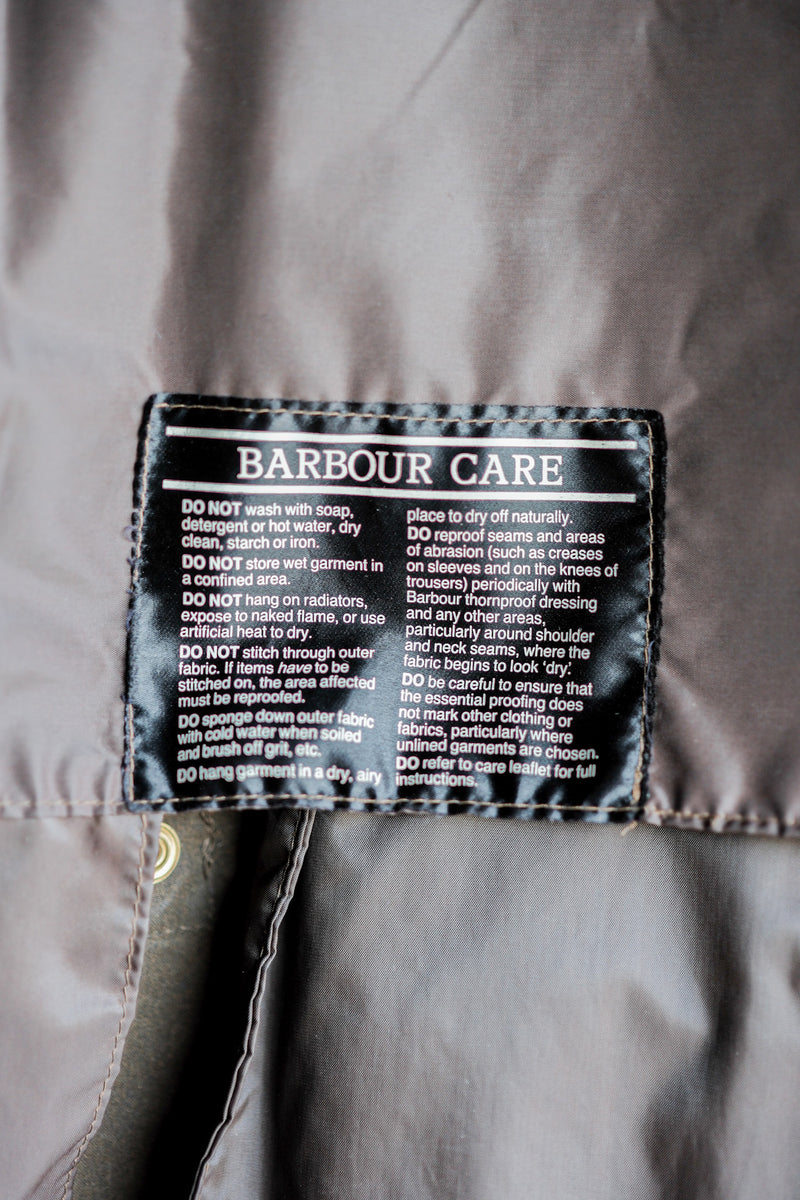 BARBOUR CARE
DO NOT wash with soap,
detergent or hot water, dry
clean, starch or iron.
DO NOT store wet garment in
a confined area.
DO NOT hang on radiators,
expose to naked flame, or use
artificial heat to dry.
DO NOT stitch through outer
fabric. If items have to be
stitched on, the area affected
must be reproofed.
DO sponge down outer fabric
with cold water when soiled
and brush off grit, etc.
DO hang garment in a dry, airy
place to dry off naturally.
DO reproof seams and areas
of abrasion (such as creases
on sleeves and on the knees of
trousers) periodically with
Barbour thornproof dressing
and any other areas,
particularly around shoulder
and neck seams, where the
fabric begins to look 'dry'.
DO be careful to ensure that
the essential proofing does
not mark other clothing or
fabrics, particularly where
unlined garments are chosen.
DO refer to care leaflet for full
instructions.